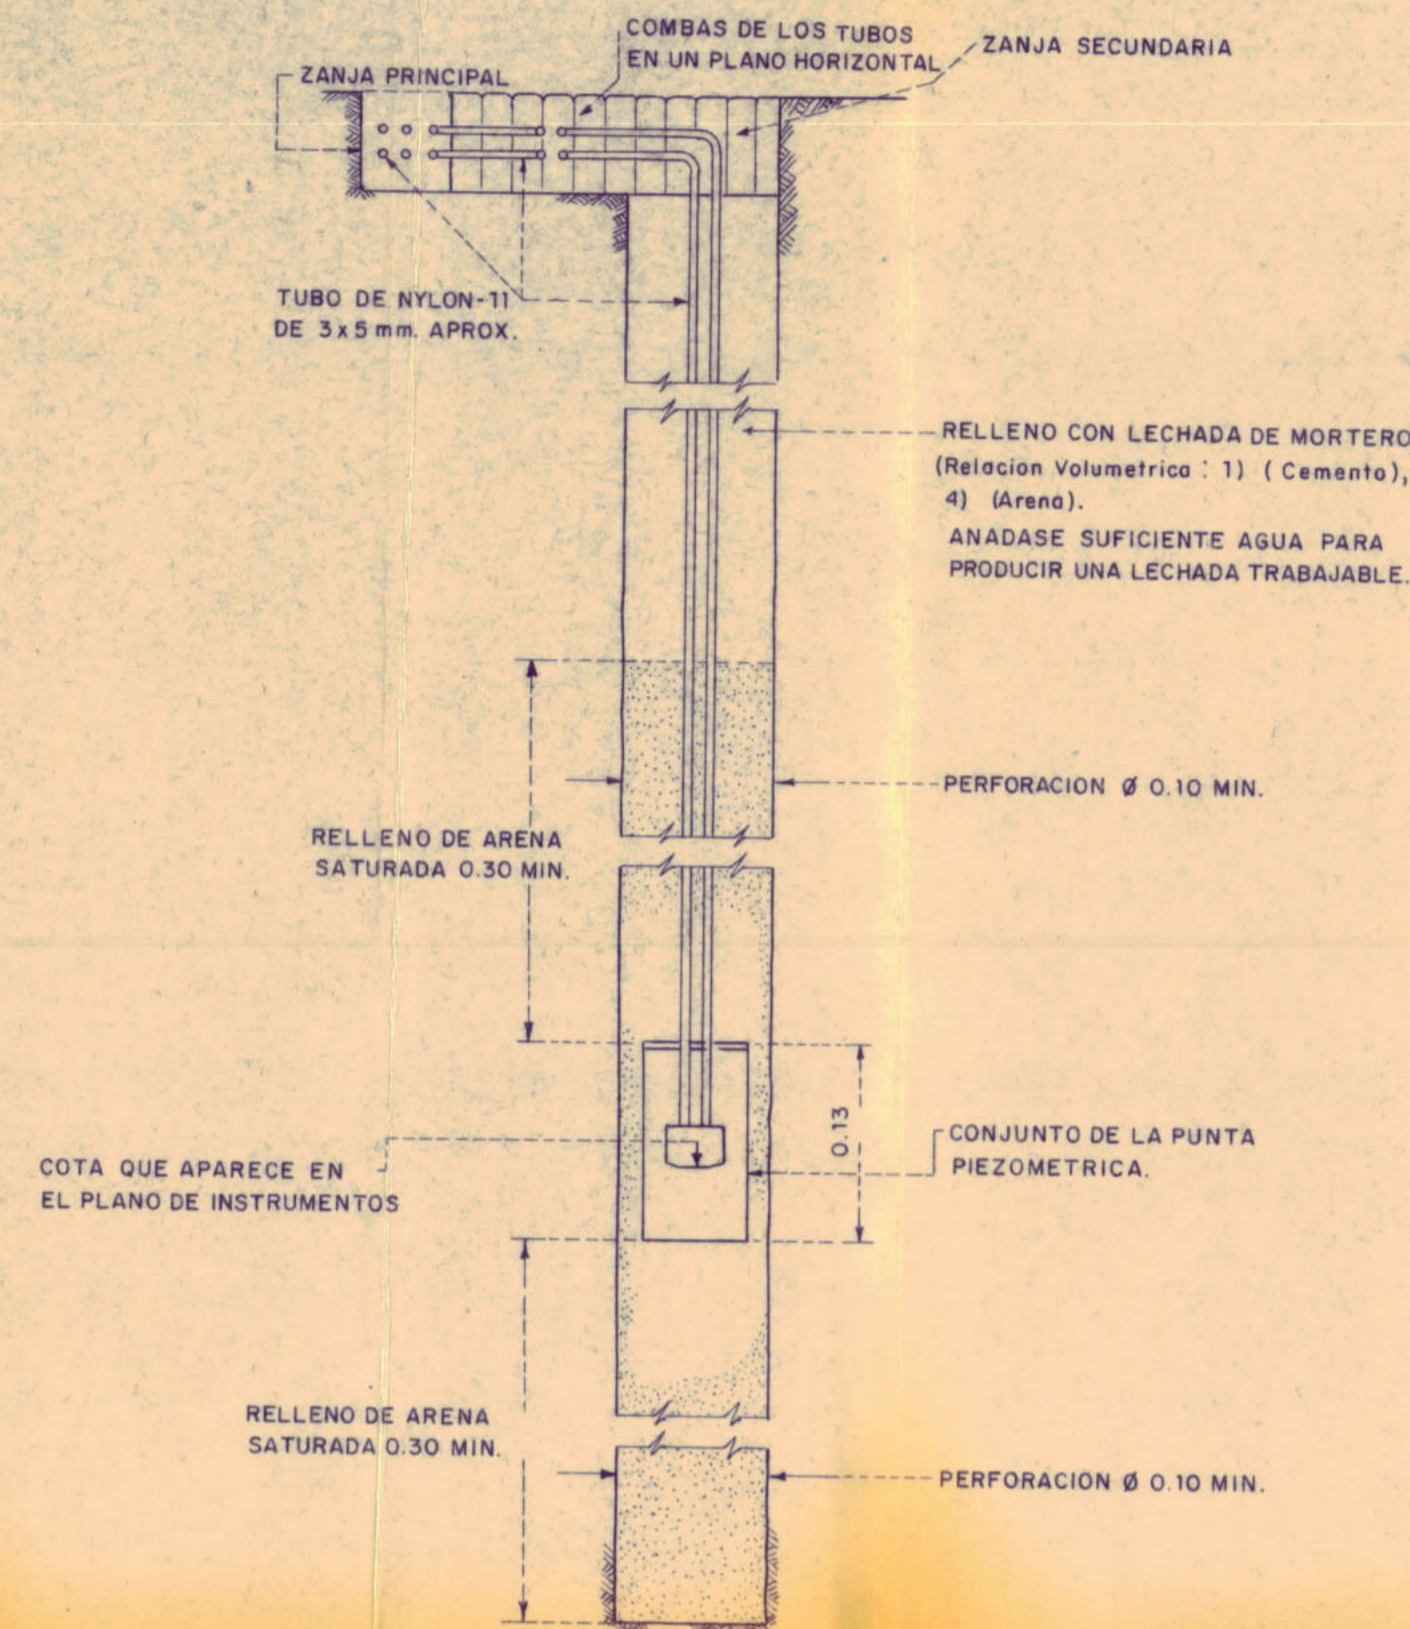 COMBAS DE LOS TUBOS
EN UN PLANO HORIZONTAL
ZANJA SECUNDARIA
ZANJA PRINCIPAL
TUBO DE NYLON-11
DE 3x5mm. APROX.
RELLENO CON LECHADA DE MORTERO
(Relacion Volumetrica : 1) (Cemento),
4) (Arena).
ANADASE SUFICIENTE AGUA PARA
PRODUCIR UNA LECHADA TRABAJABLE.
PERFORACION Ø 0.10 MIN.
RELLENO DE ARENA
SATURADA 0.30 MIN.
0.13
CONJUNTO DE LA PUNTA
PIEZOMETRICA.
COTA QUE APARECE EN
EL PLANO DE INSTRUMENTOS
RELLENO DE ARENA
SATURADA 0.30 MIN.
PERFORACION Ø 0.10 MIN.